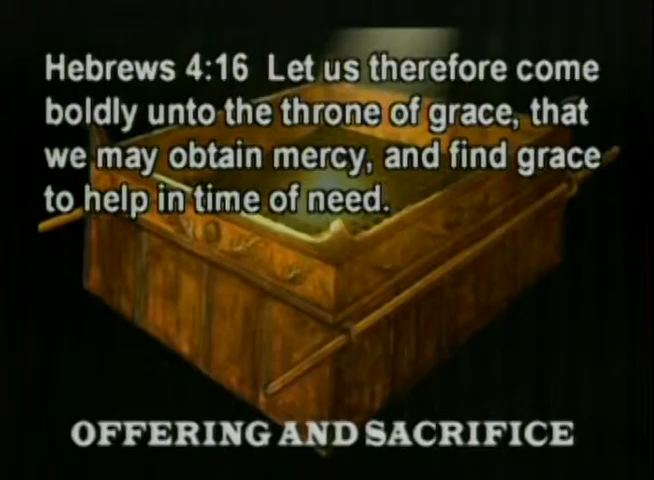 Hebrews 4:16 Let us therefore come
boldly unto the throne of grace, that
we may obtain mercy, and find grace
to help in time of need.
OFFERING AND SACRIFICE